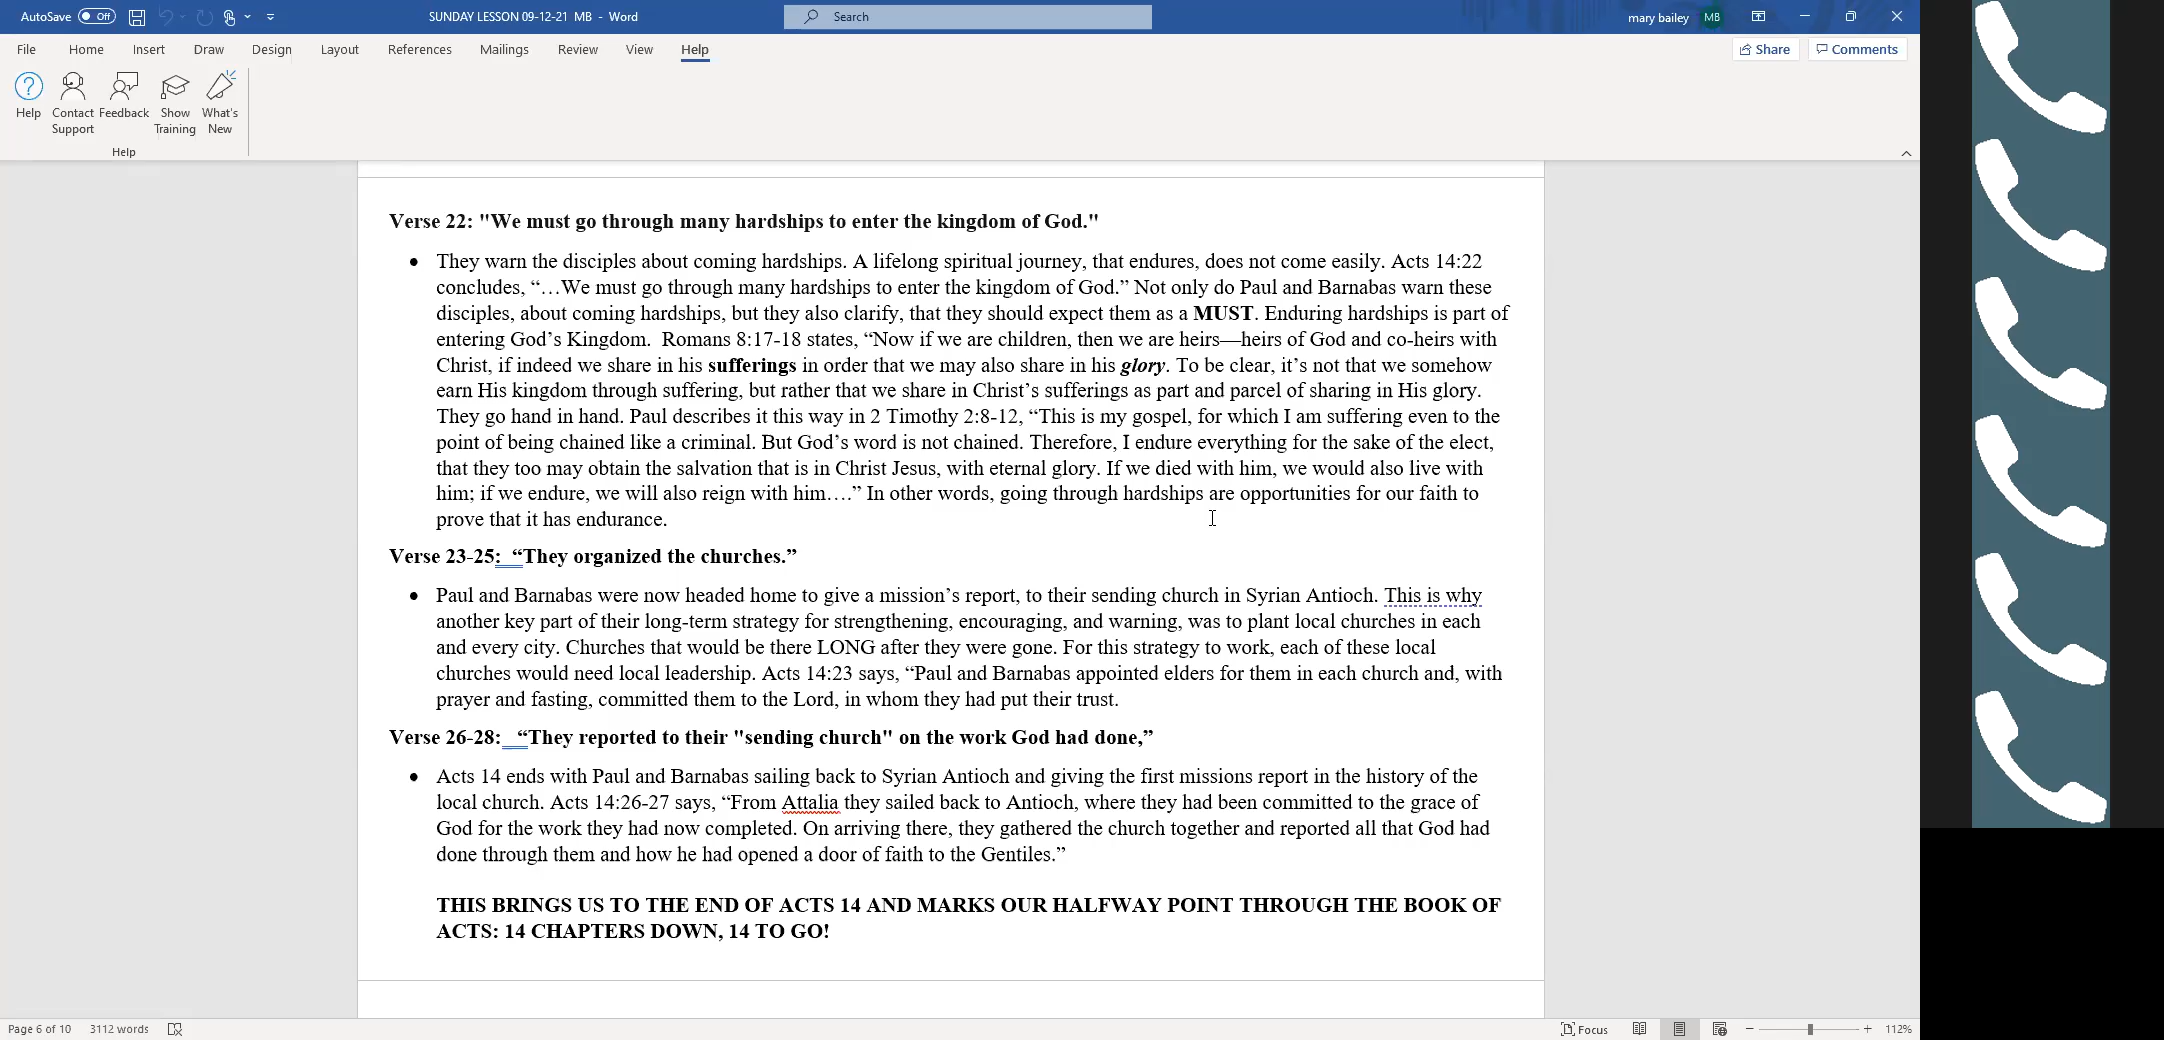 AutoSave Off SUNDAY LESSON 09-12-21 MB - Word Search mary bailey MB
File Home Insert Draw Design Layout References Mailings Review View Help Share Comments
Help Contact Support Feedback Show Training What's New
Help
Verse 22: "We must go through many hardships to enter the kingdom of God."
• They warn the disciples about coming hardships. A lifelong spiritual journey, that endures, does not come easily. Acts 14:22
concludes, “…We must go through many hardships to enter the kingdom of God.” Not only do Paul and Barnabas warn these
disciples, about coming hardships, but they also clarify, that they should expect them as a MUST. Enduring hardships is part of
entering God’s Kingdom.  Romans 8:17-18 states, “Now if we are children, then we are heirs—heirs of God and co-heirs with
Christ, if indeed we share in his sufferings in order that we may also share in his glory. To be clear, it’s not that we somehow
earn His kingdom through suffering, but rather that we share in Christ’s sufferings as part and parcel of sharing in His glory.
They go hand in hand. Paul describes it this way in 2 Timothy 2:8-12, “This is my gospel, for which I am suffering even to the
point of being chained like a criminal. But God’s word is not chained. Therefore, I endure everything for the sake of the elect,
that they too may obtain the salvation that is in Christ Jesus, with eternal glory. If we died with him, we would also live with
him; if we endure, we will also reign with him….” In other words, going through hardships are opportunities for our faith to
prove that it has endurance.
Verse 23-25:  “They organized the churches.”
• Paul and Barnabas were now headed home to give a mission’s report, to their sending church in Syrian Antioch. This is why
another key part of their long-term strategy for strengthening, encouraging, and warning, was to plant local churches in each
and every city. Churches that would be there LONG after they were gone. For this strategy to work, each of these local
churches would need local leadership. Acts 14:23 says, “Paul and Barnabas appointed elders for them in each church and, with
prayer and fasting, committed them to the Lord, in whom they had put their trust.
Verse 26-28:  “They reported to their "sending church" on the work God had done,”
• Acts 14 ends with Paul and Barnabas sailing back to Syrian Antioch and giving the first missions report in the history of the
local church. Acts 14:26-27 says, “From Attalia they sailed back to Antioch, where they had been committed to the grace of
God for the work they had now completed. On arriving there, they gathered the church together and reported all that God had
done through them and how he had opened a door of faith to the Gentiles.”
THIS BRINGS US TO THE END OF ACTS 14 AND MARKS OUR HALFWAY POINT THROUGH THE BOOK OF
ACTS: 14 CHAPTERS DOWN, 14 TO GO!
Page 6 of 10 3112 words Focus 112%